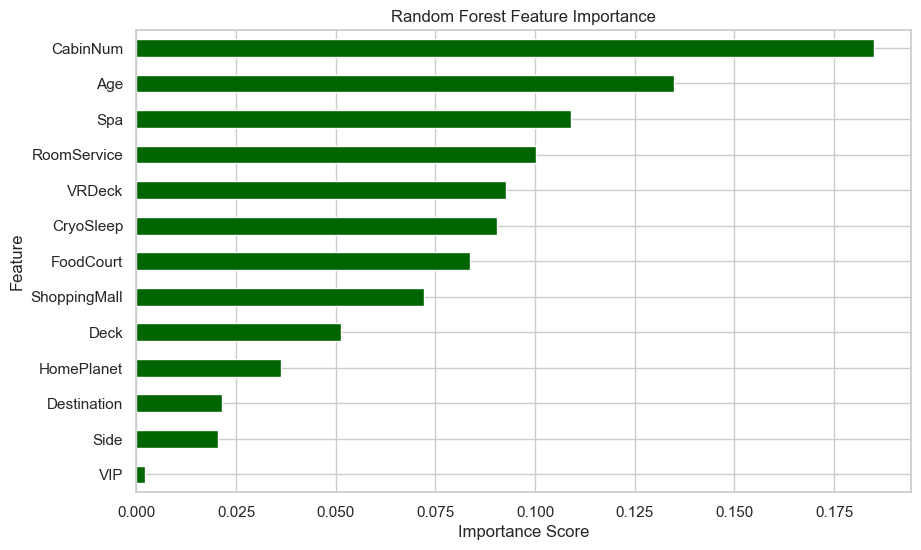 Random Forest Feature Importance
CabinNum
Age
Spa
RoomService
VRDeck
CryoSleep
FoodCourt
ShoppingMall
Deck
HomePlanet
Destination
Side
VIP
Feature
0.000 0.025 0.050 0.075 0.100 0.125 0.150 0.175
Importance Score